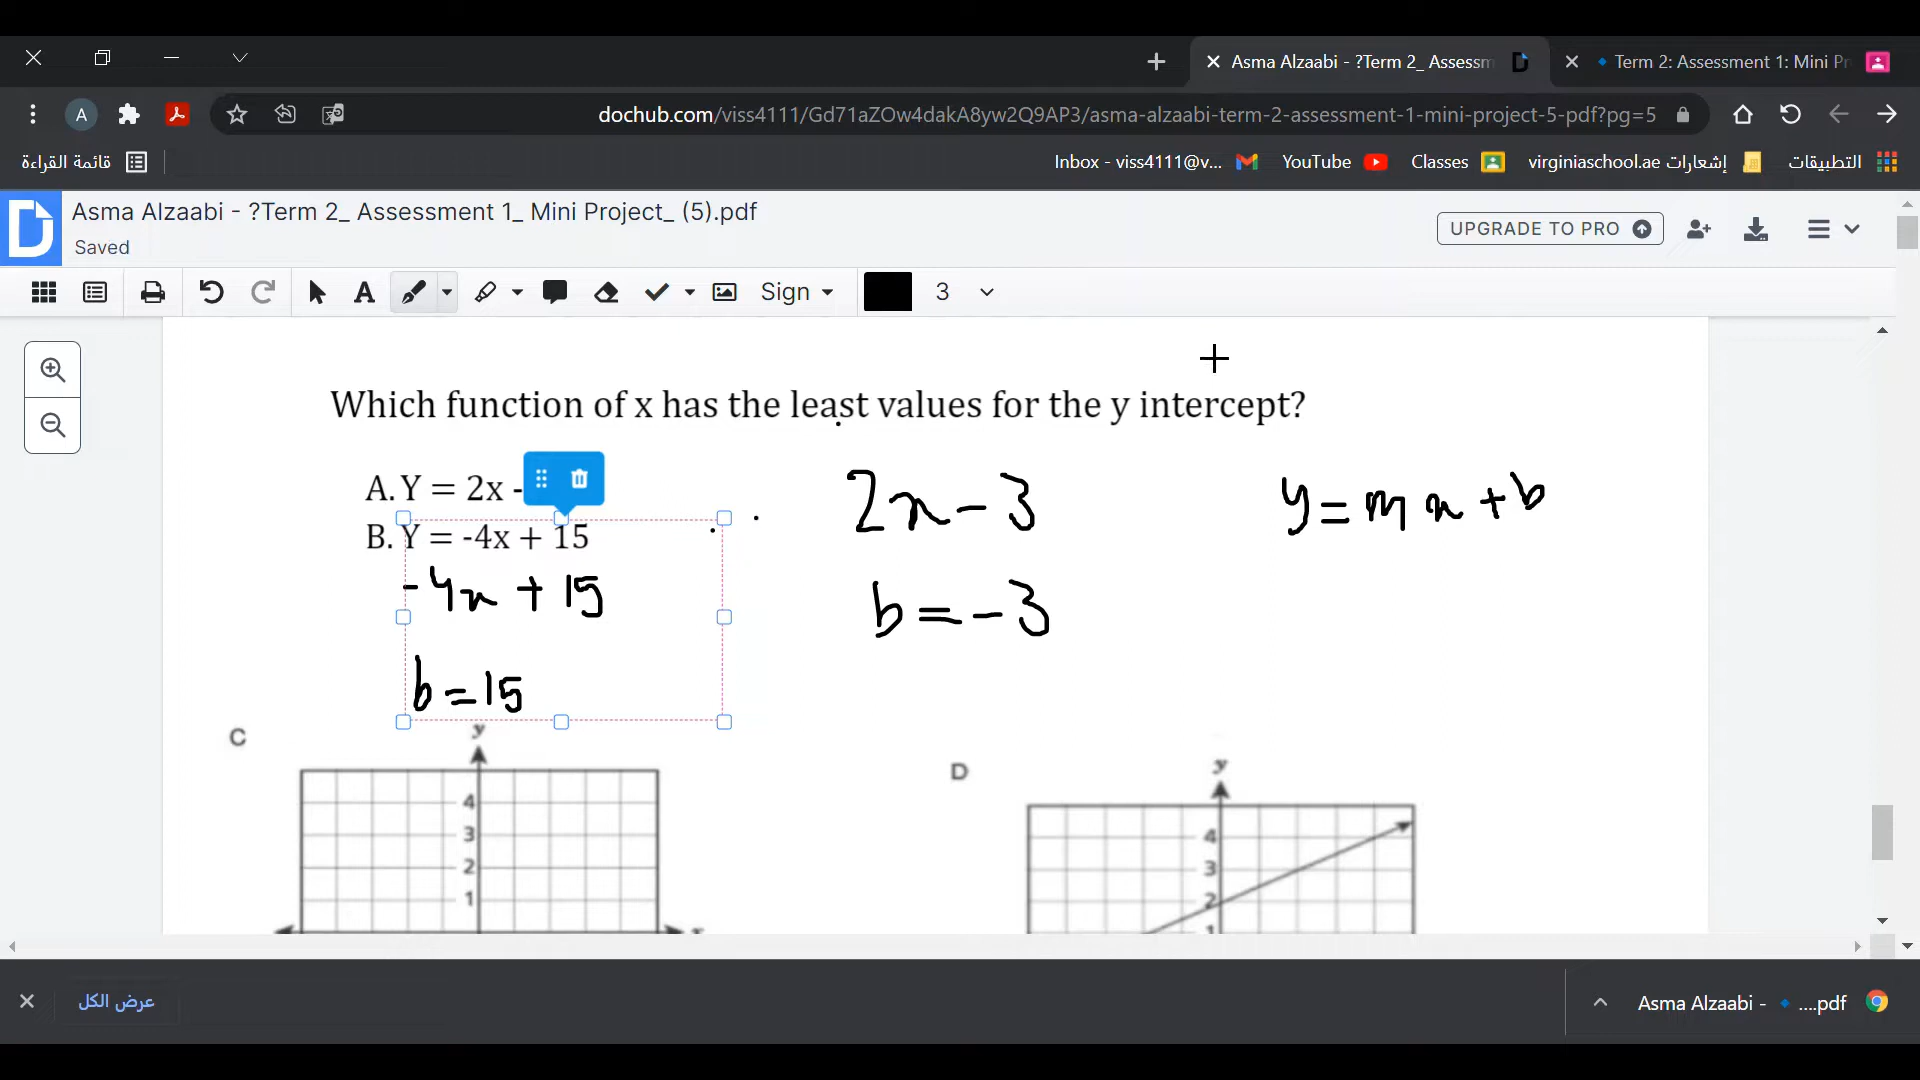 Asma Alzaabi - ?Term 2_ Assessm
Term 2: Assessment 1: Mini Pr
A
dochub.com/viss4111/Gd71aZOw4dakA8yw2Q9AP3/asma-alzaabi-term-2-assessment-1-mini-project-5-pdf?pg=5
قائمة القراءة
Inbox - viss4111@v... YouTube Classes إشعارات virginiaschool.ae التطبيقات
Asma Alzaabi - ?Term 2_ Assessment 1_ Mini Project_ (5).pdf
Saved
UPGRADE TO PRO
A Sign 3
Which function of x has the least values for the y intercept?
A. Y = 2x -
2x - 3
y = m x + b
B. Y = -4x + 15
-4x + 15
b = -3
b = 15
C
y
4
3
2
1
x
D
y
4
3
2
1
عرض الكل
Asma Alzaabi - ....pdf